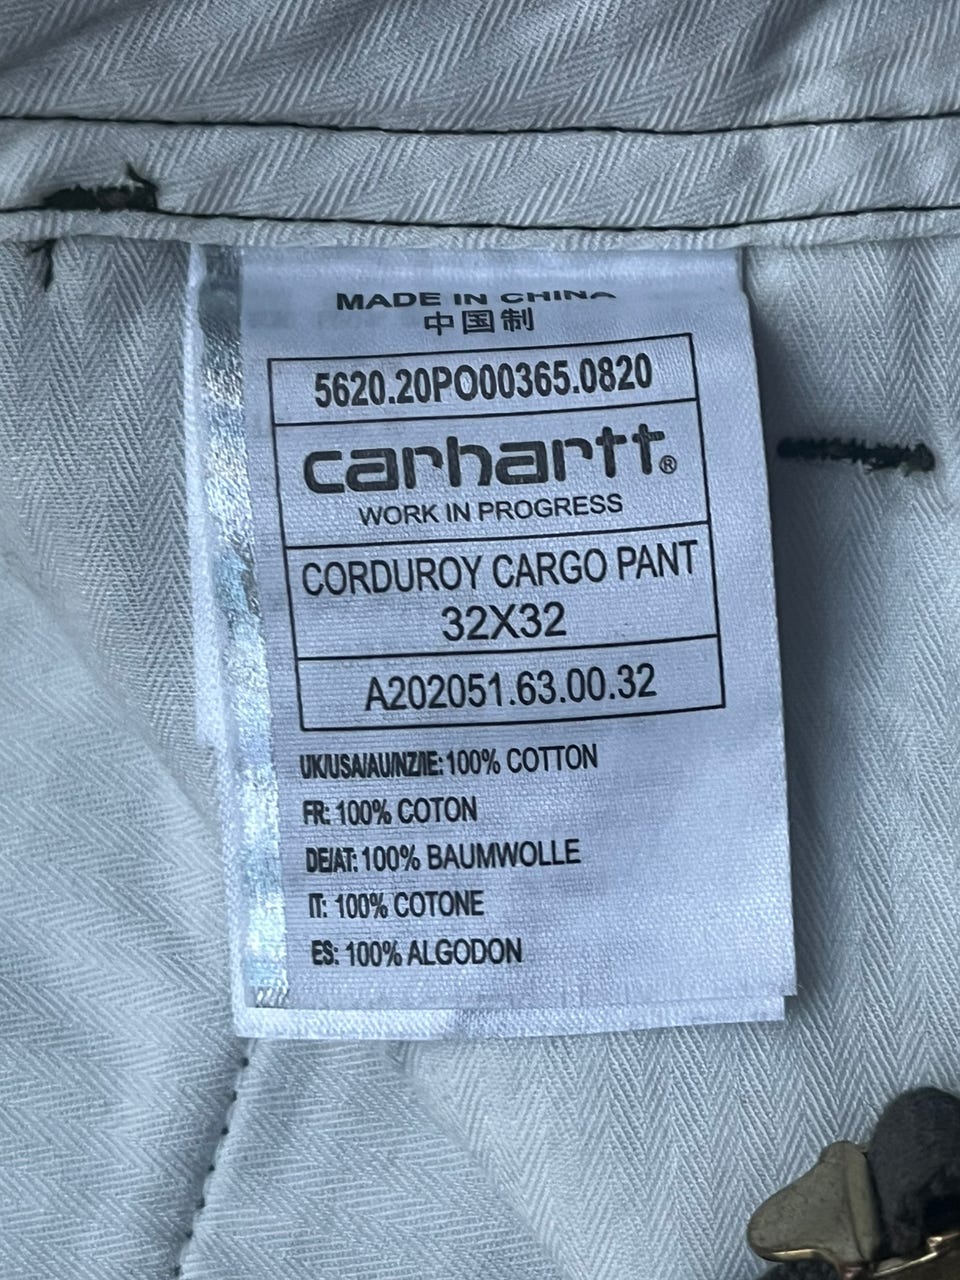 MADE IN CHINA
中国制
5620.20PO00365.0820
carhartt®
WORK IN PROGRESS
CORDUROY CARGO PANT
32X32
A202051.63.00.32
UK/USA/AU/NZ/IE: 100% COTTON
FR: 100% COTON
DE/AT: 100% BAUMWOLLE
IT: 100% COTONE
ES: 100% ALGODON